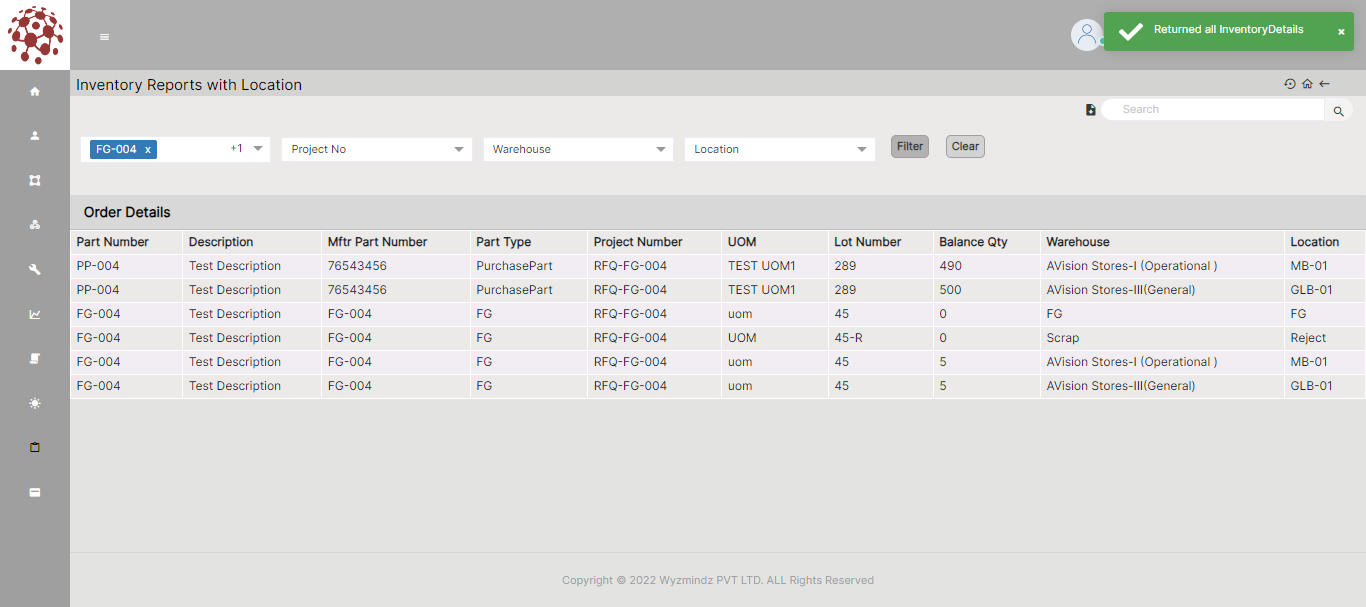 Returned all InventoryDetails ×
Inventory Reports with Location
Search
FG-004 x +1 Project No Warehouse Location Filter Clear
Order Details
Part Number Description Mftr Part Number Part Type Project Number UOM Lot Number Balance Qty Warehouse Location
PP-004 Test Description 76543456 PurchasePart RFQ-FG-004 TEST UOM1 289 490 AVision Stores-I (Operational ) MB-01
PP-004 Test Description 76543456 PurchasePart RFQ-FG-004 TEST UOM1 289 500 AVision Stores-III(General) GLB-01
FG-004 Test Description FG-004 FG RFQ-FG-004 uom 45 0 FG FG
FG-004 Test Description FG-004 FG RFQ-FG-004 UOM 45-R 0 Scrap Reject
FG-004 Test Description FG-004 FG RFQ-FG-004 uom 45 5 AVision Stores-I (Operational ) MB-01
FG-004 Test Description FG-004 FG RFQ-FG-004 uom 45 5 AVision Stores-III(General) GLB-01
Copyright © 2022 Wyzmindz PVT LTD. ALL Rights Reserved